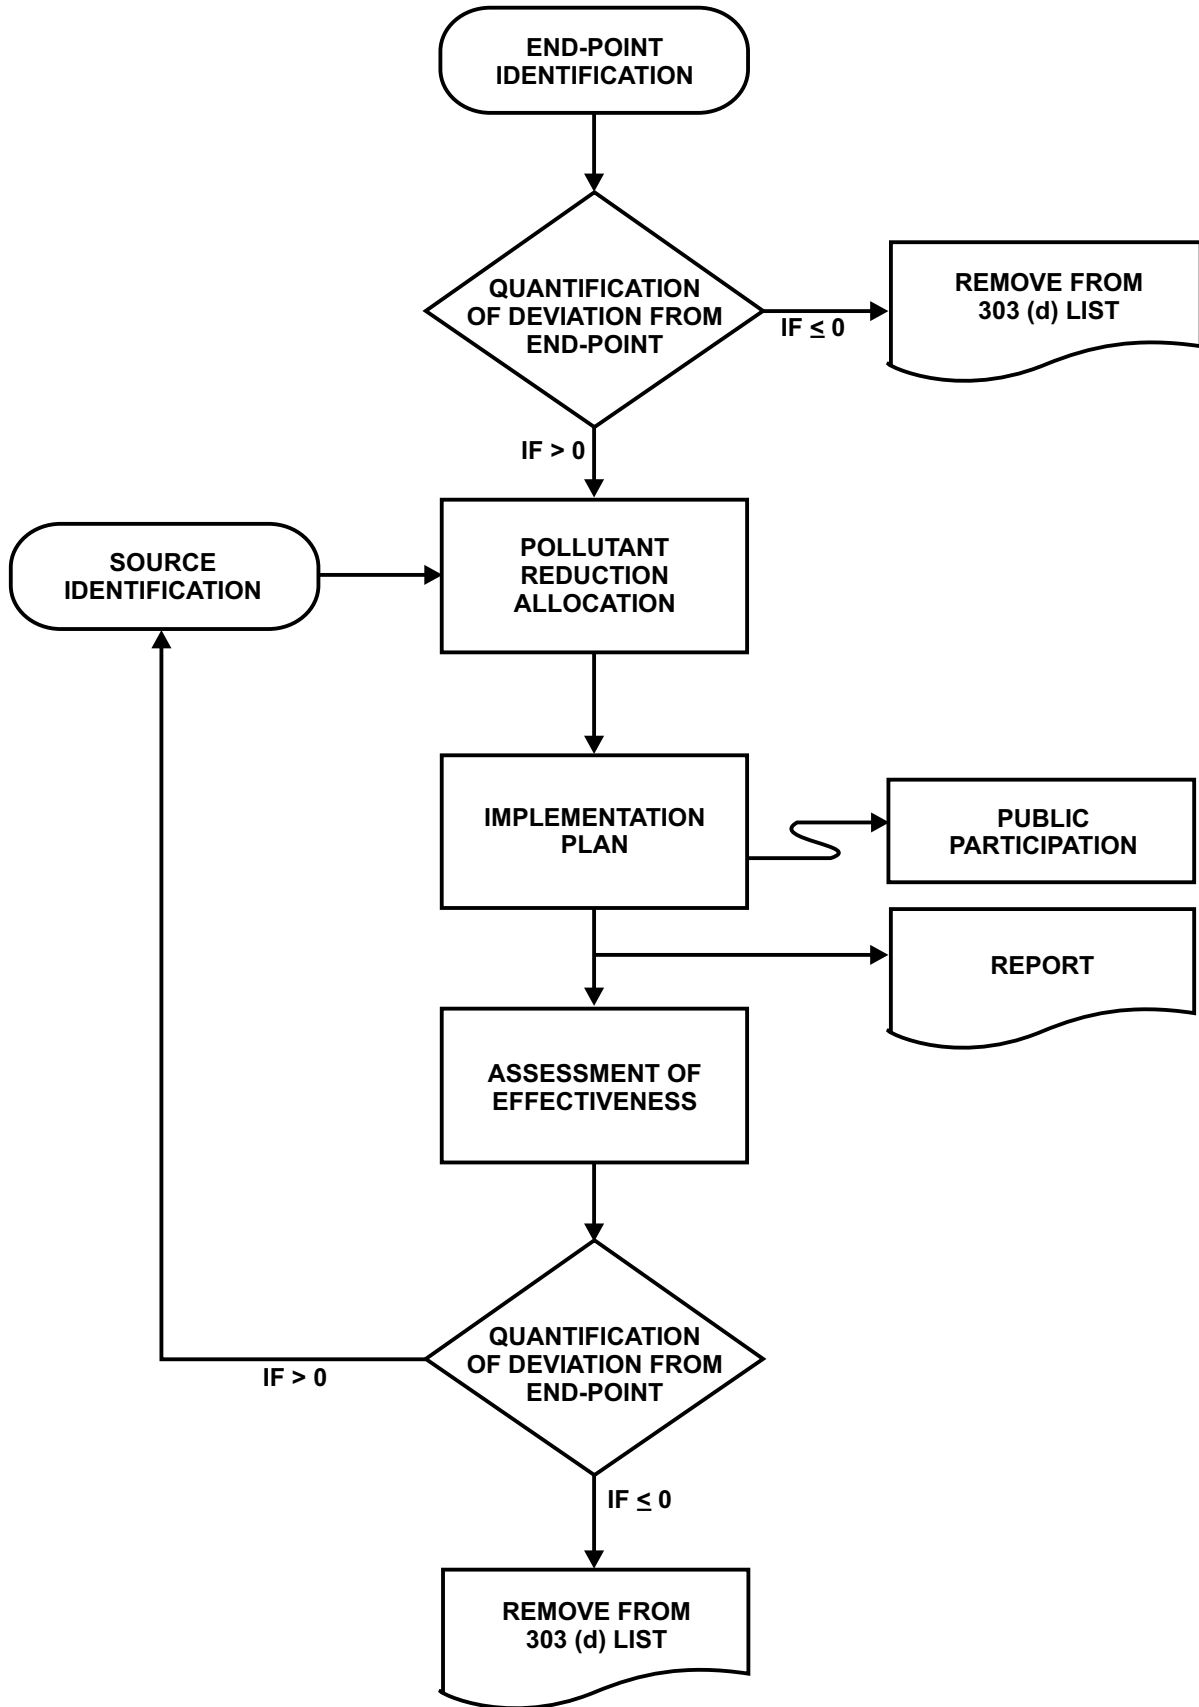 END-POINT
IDENTIFICATION
QUANTIFICATION
OF DEVIATION FROM
END-POINT
IF ≤ 0
REMOVE FROM
303 (d) LIST
IF > 0
SOURCE
IDENTIFICATION
POLLUTANT
REDUCTION
ALLOCATION
IMPLEMENTATION
PLAN
PUBLIC
PARTICIPATION
REPORT
ASSESSMENT OF
EFFECTIVENESS
QUANTIFICATION
OF DEVIATION FROM
END-POINT
IF > 0
IF ≤ 0
REMOVE FROM
303 (d) LIST